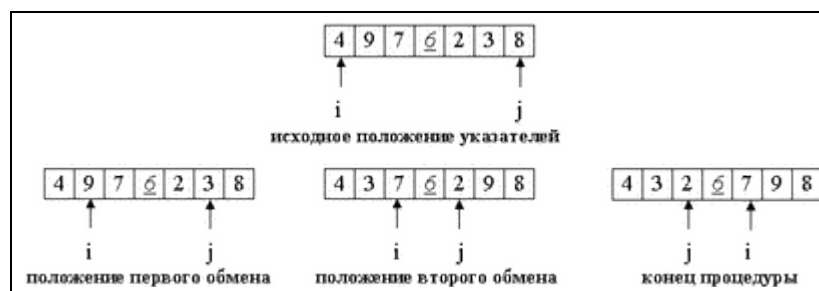 4 9 7 6 2 3 8
i j
исходное положение указателей
4 9 7 6 2 3 8
i j
положение первого обмена
4 3 7 6 2 9 8
i j
положение второго обмена
4 3 2 6 7 9 8
j i
конец процедуры